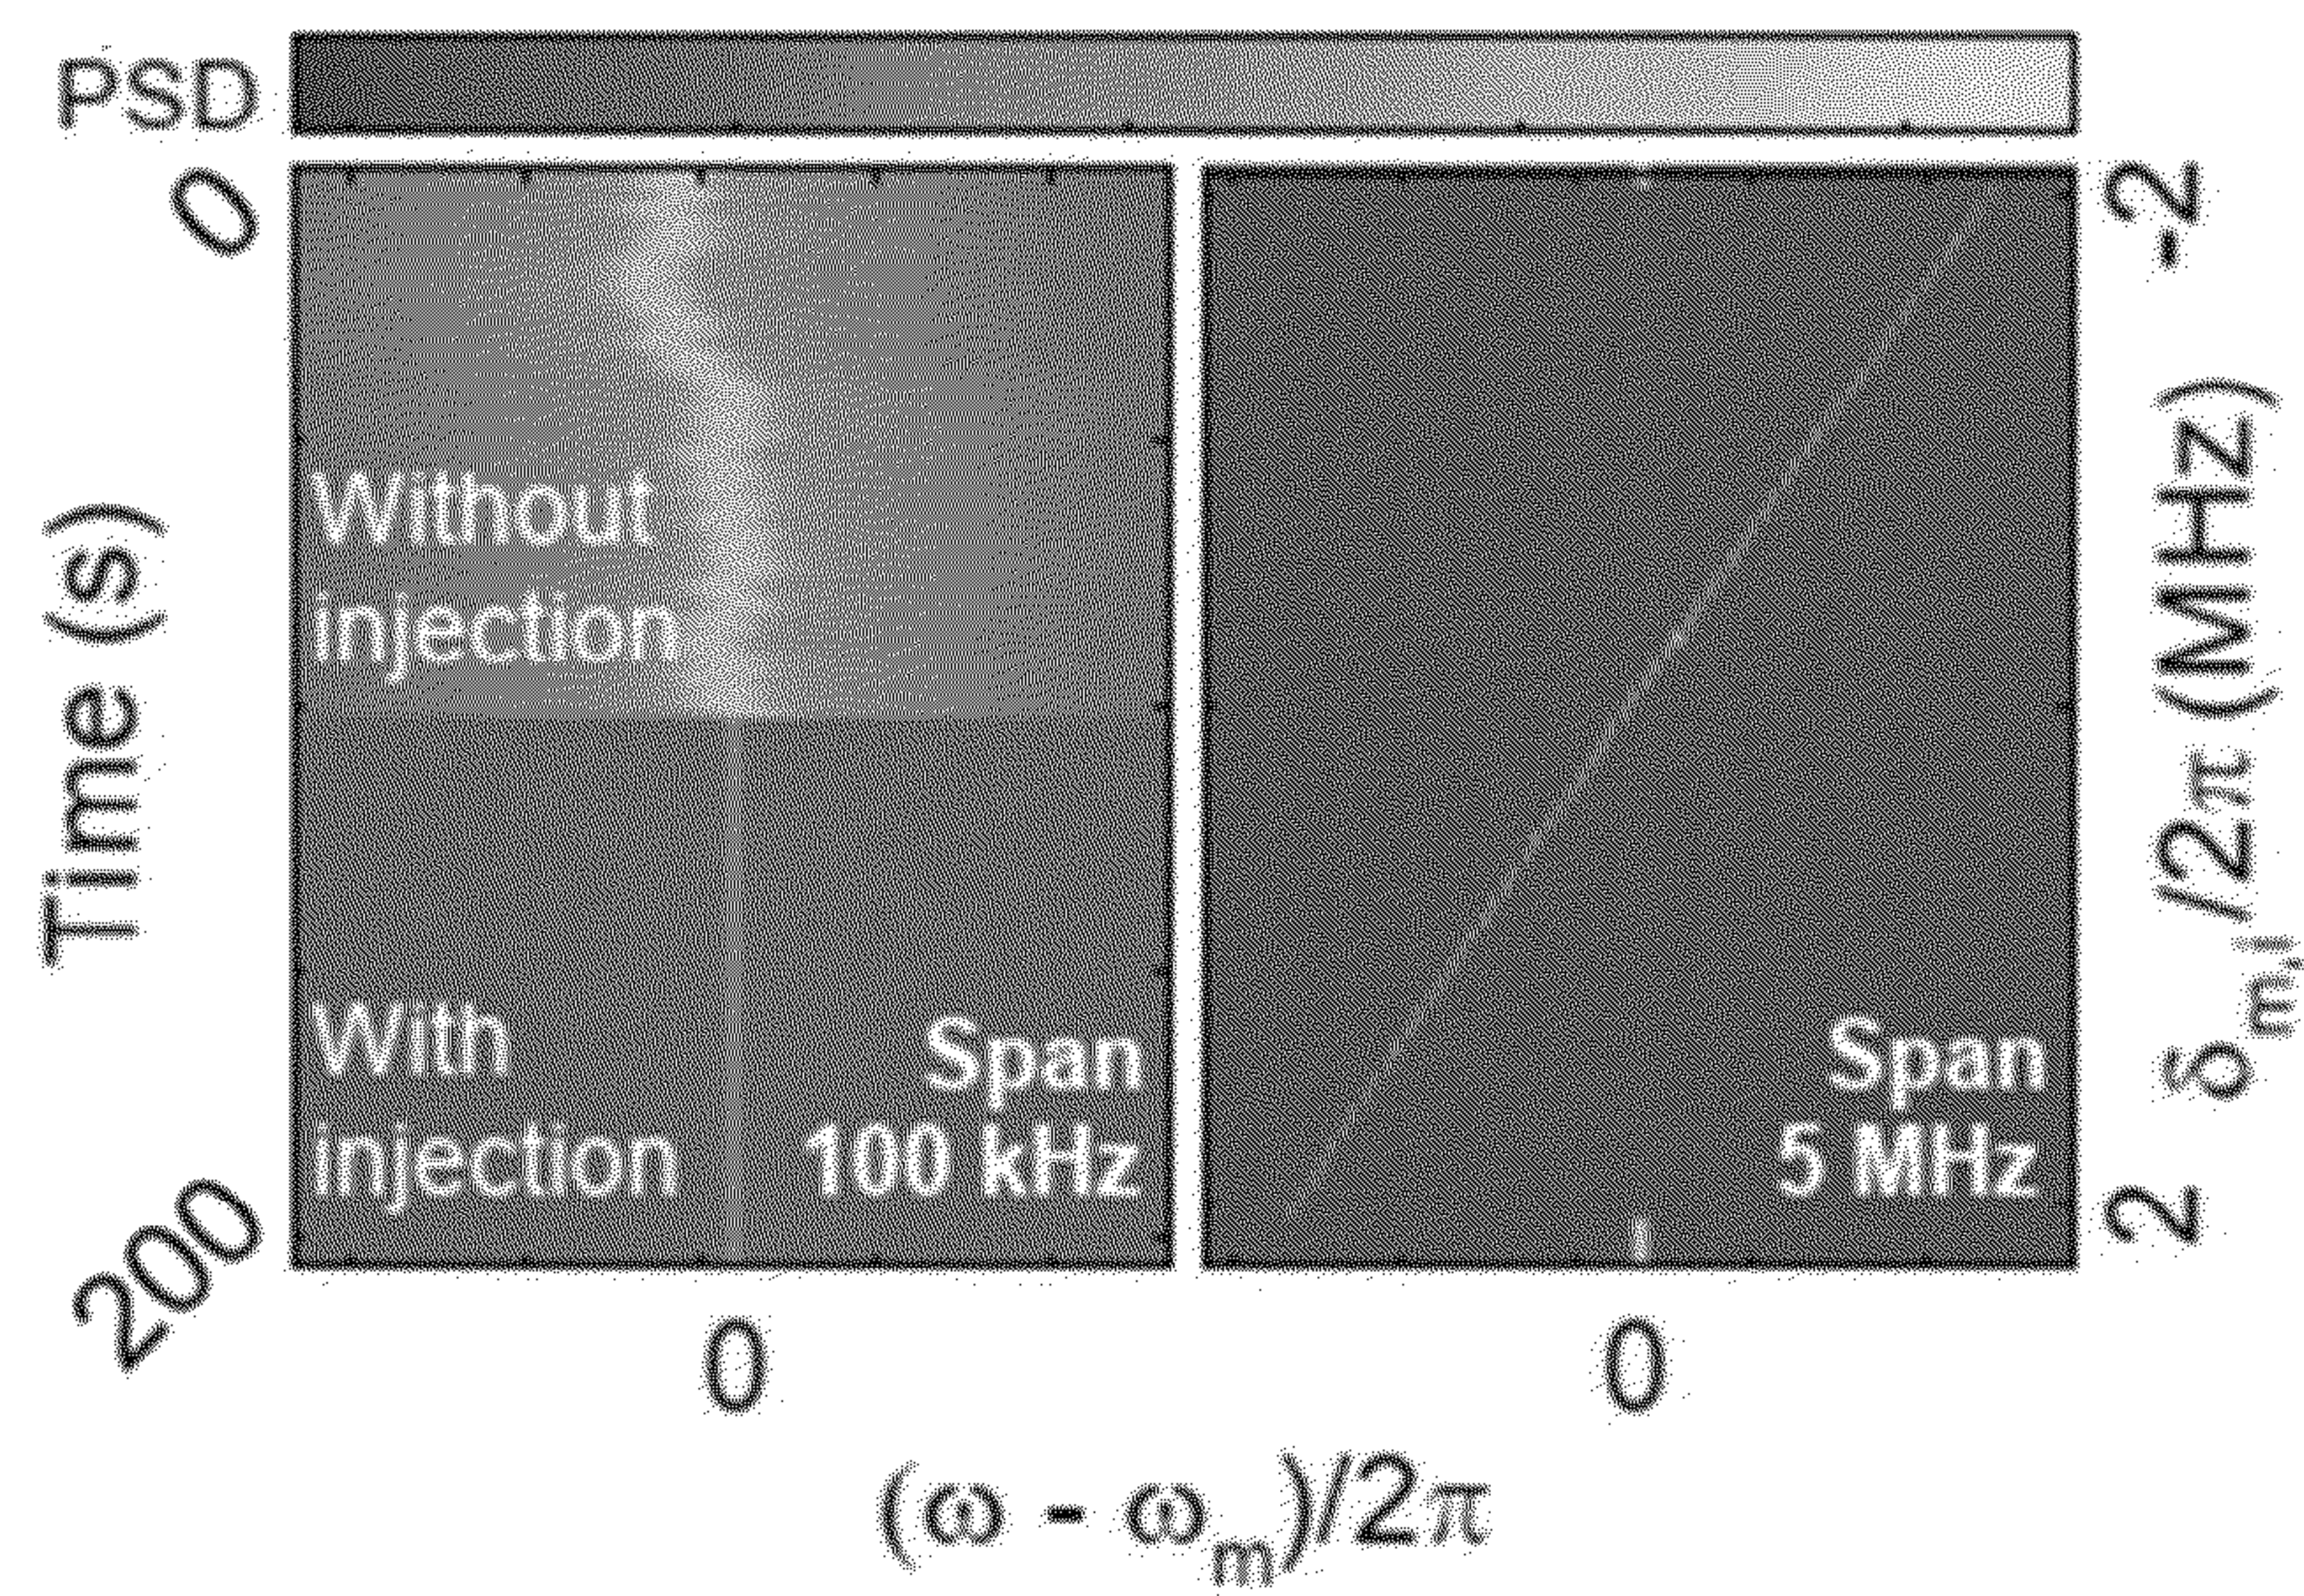 PSD
0
-2
Time (s)
Without
injection
With
injection
Span
100 kHz
Span
5 MHz
δm,il/2π (MHz)
200
2
0
0
(ω - ωm)/2π